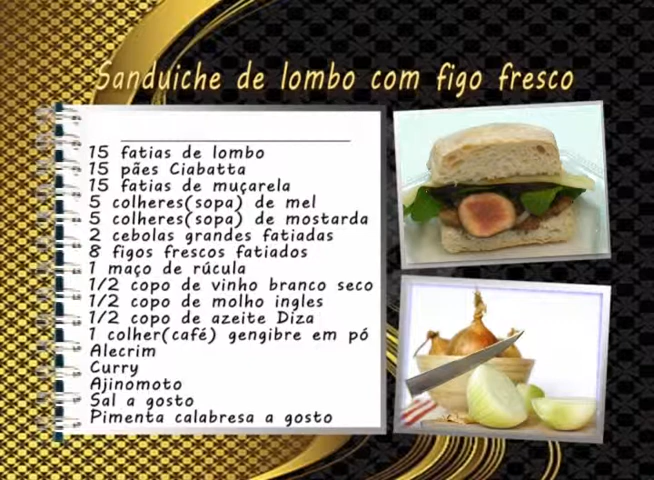 Sanduiche de lombo com figo fresco
15 fatias de lombo
15 pães Ciabatta
15 fatias de muçarela
5 colheres(sopa) de mel
5 colheres(sopa) de mostarda
2 cebolas grandes fatiadas
8 figos frescos fatiados
1 maço de rúcula
1/2 copo de vinho branco seco
1/2 copo de molho ingles
1/2 copo de azeite Diza
1 colher(café) gengibre em pó
Alecrim
Curry
Ajinomoto
Sal a gosto
Pimenta calabresa a gosto